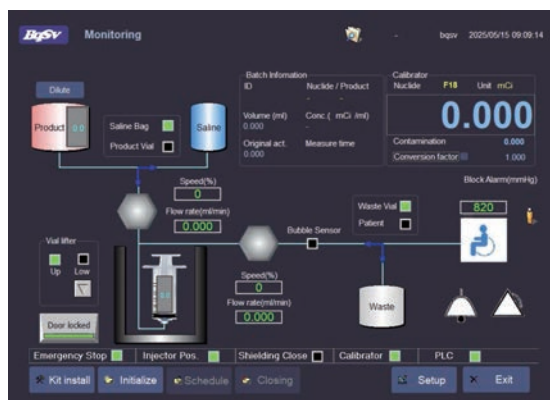 BqSv Monitoring - bqsv 2025/05/15 09:09:14
Batch Infomation
ID Nuclide / Product
- -
Volume (ml) Conc.( mCi /ml)
0.000 -
Original act. Measure time
0.000
Calibrator
Nuclide F18 Unit mCi
0.000
Contamination 0.000
Conversion factor 1.000
Dilute
Product 0.0
Saline Bag
Product Vial
Saline
Speed(%)
0
Flow rate(ml/min)
0.000
Block Alarm(mmHg)
820
Waste Vial
Patient
Bubble Sensor
Vial lifter
Up Low
Door locked
Speed(%)
0
Flow rate(ml/min)
0.000
Waste
Emergency Stop Injector Pos. Shielding Close Calibrator PLC
Kit install Initialize Schedule Closing Setup Exit